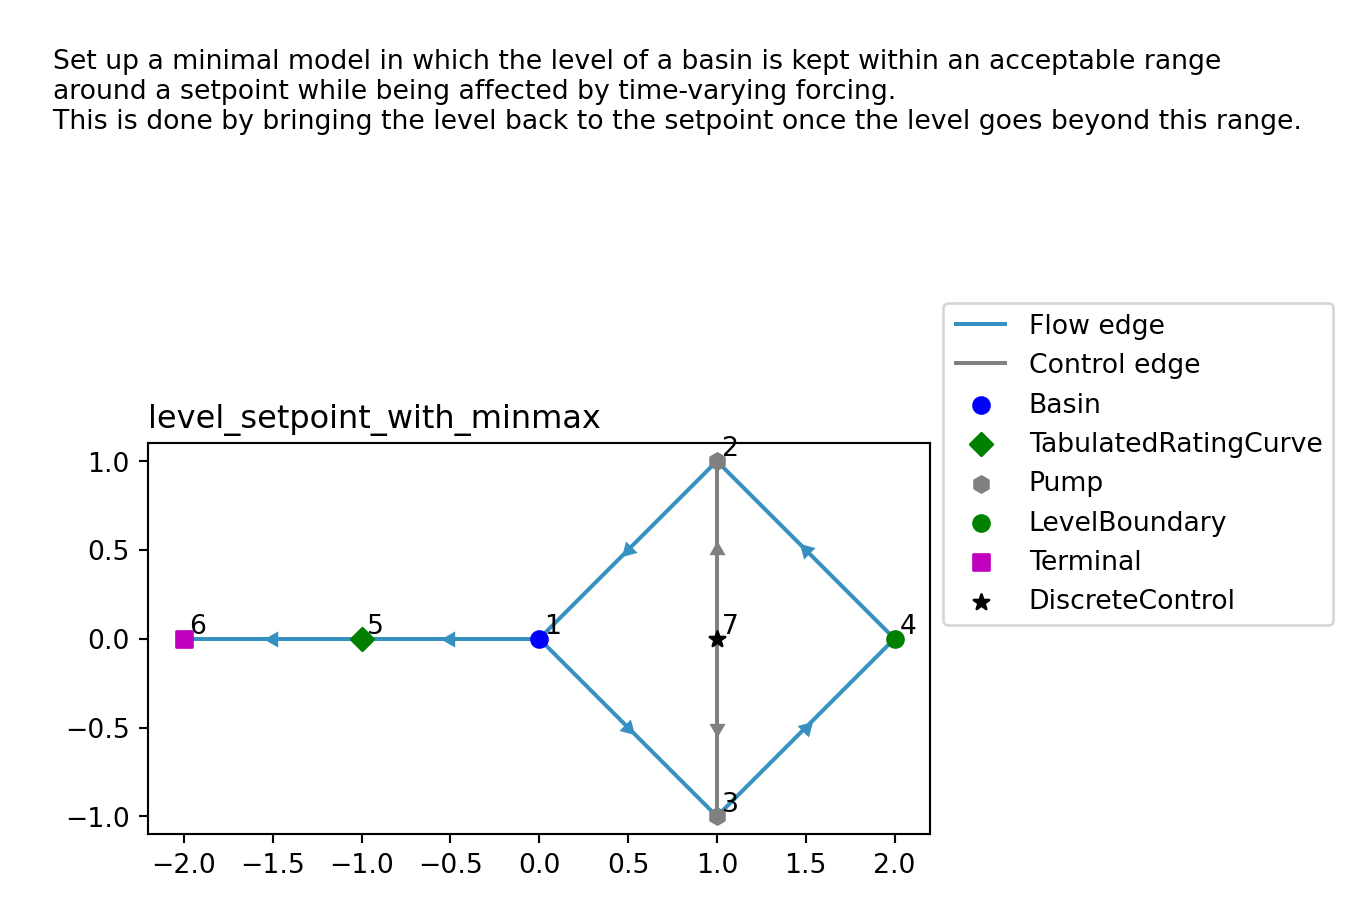 Set up a minimal model in which the level of a basin is kept within an acceptable range
around a setpoint while being affected by time-varying forcing.
This is done by bringing the level back to the setpoint once the level goes beyond this range.
Flow edge
Control edge
Basin
TabulatedRatingCurve
Pump
LevelBoundary
Terminal
DiscreteControl
level_setpoint_with_minmax
1.0
0.5
0.0
−0.5
−1.0
2
6
5
1
7
4
3
−2.0 −1.5 −1.0 −0.5 0.0 0.5 1.0 1.5 2.0